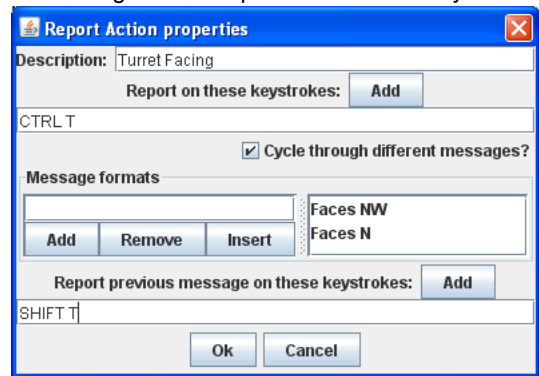 Report Action properties
Description: Turret Facing
Report on these keystrokes: Add
CTRL T
Cycle through different messages?
Message formats
Faces NW
Faces N
Add Remove Insert
Report previous message on these keystrokes: Add
SHIFT T
Ok Cancel